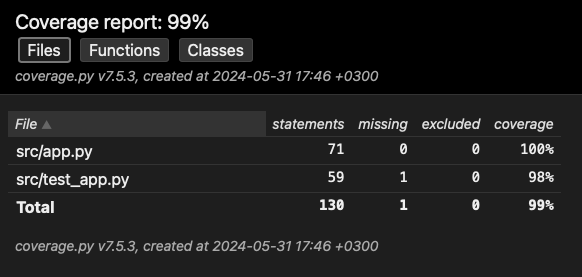 Coverage report: 99%
Files Functions Classes
coverage.py v7.5.3, created at 2024-05-31 17:46 +0300
File ▲ statements missing excluded coverage
src/app.py 71 0 0 100%
src/test_app.py 59 1 0 98%
Total 130 1 0 99%
coverage.py v7.5.3, created at 2024-05-31 17:46 +0300